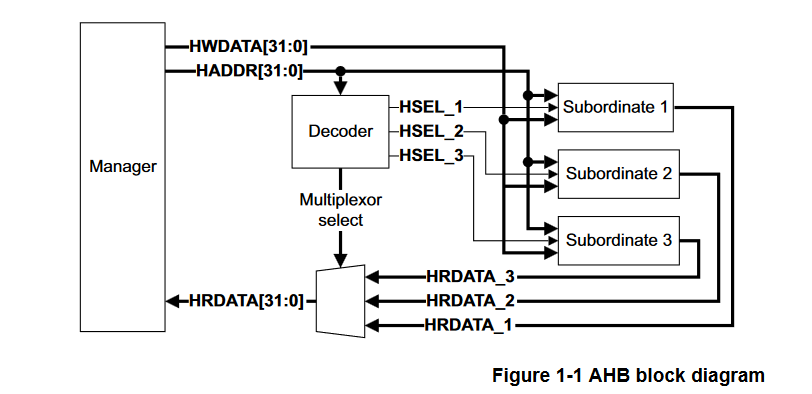 HWDATA[31:0]
HADDR[31:0]
Manager
Decoder
HSEL_1
HSEL_2
HSEL_3
Subordinate 1
Subordinate 2
Subordinate 3
Multiplexor
select
HRDATA_3
HRDATA[31:0]
HRDATA_2
HRDATA_1
Figure 1-1 AHB block diagram